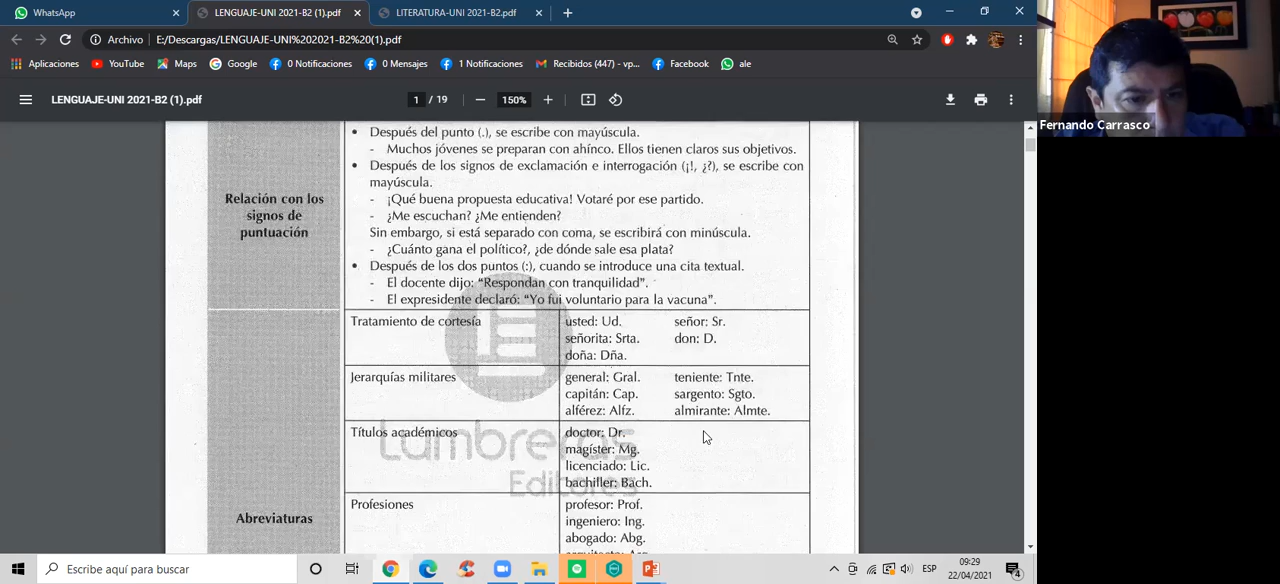 WhatsApp
LENGUAJE-UNI 2021-B2 (1).pdf
LITERATURA-UNI 2021-B2.pdf
Archivo
E:/Descargas/LENGUAJE-UNI%202021-B2%20(1).pdf
Aplicaciones
YouTube
Maps
Google
0 Notificaciones
0 Mensajes
1 Notificaciones
Recibidos (447) - vp...
Facebook
ale
LENGUAJE-UNI 2021-B2 (1).pdf
1 / 19
150%
Fernando Carrasco
Relación con los
signos de
puntuación
• Después del punto (.), se escribe con mayúscula.
- Muchos jóvenes se preparan con ahínco. Ellos tienen claros sus objetivos.
• Después de los signos de exclamación e interrogación (¡!, ¿?), se escribe con
mayúscula.
- ¡Qué buena propuesta educativa! Votaré por ese partido.
- ¿Me escuchan? ¿Me entienden?
Sin embargo, si está separado con coma, se escribirá con minúscula.
- ¿Cuánto gana el político?, ¿de dónde sale esa plata?
• Después de los dos puntos (:), cuando se introduce una cita textual.
- El docente dijo: “Respondan con tranquilidad”.
- El expresidente declaró: “Yo fui voluntario para la vacuna”.
Abreviaturas
Tratamiento de cortesía
usted: Ud. señor: Sr.
señorita: Srta. don: D.
doña: Dña.
Jerarquías militares
general: Gral. teniente: Tnte.
capitán: Cap. sargento: Sgto.
alférez: Alfz. almirante: Almte.
Títulos académicos
doctor: Dr.
magíster: Mg.
licenciado: Lic.
bachiller: Bach.
Profesiones
profesor: Prof.
ingeniero: Ing.
abogado: Abg.
Lumbreras
Editores
Escribe aquí para buscar
ESP
09:29
22/04/2021
4